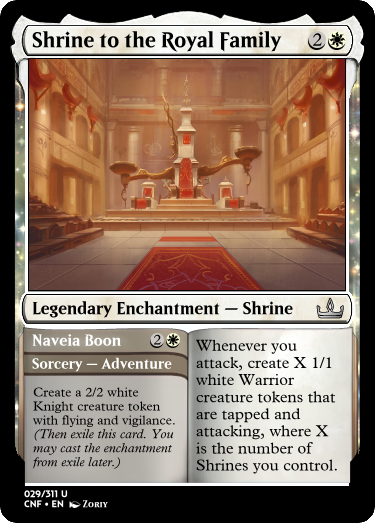 Shrine to the Royal Family 2
Legendary Enchantment — Shrine
Naveia Boon 2
Sorcery — Adventure
Create a 2/2 white
Knight creature token
with flying and vigilance.
(Then exile this card. You
may cast the enchantment
from exile later.)
Whenever you
attack, create X 1/1
white Warrior
creature tokens that
are tapped and
attacking, where X
is the number of
Shrines you control.
029/311 U
CNF • EN Zoriy